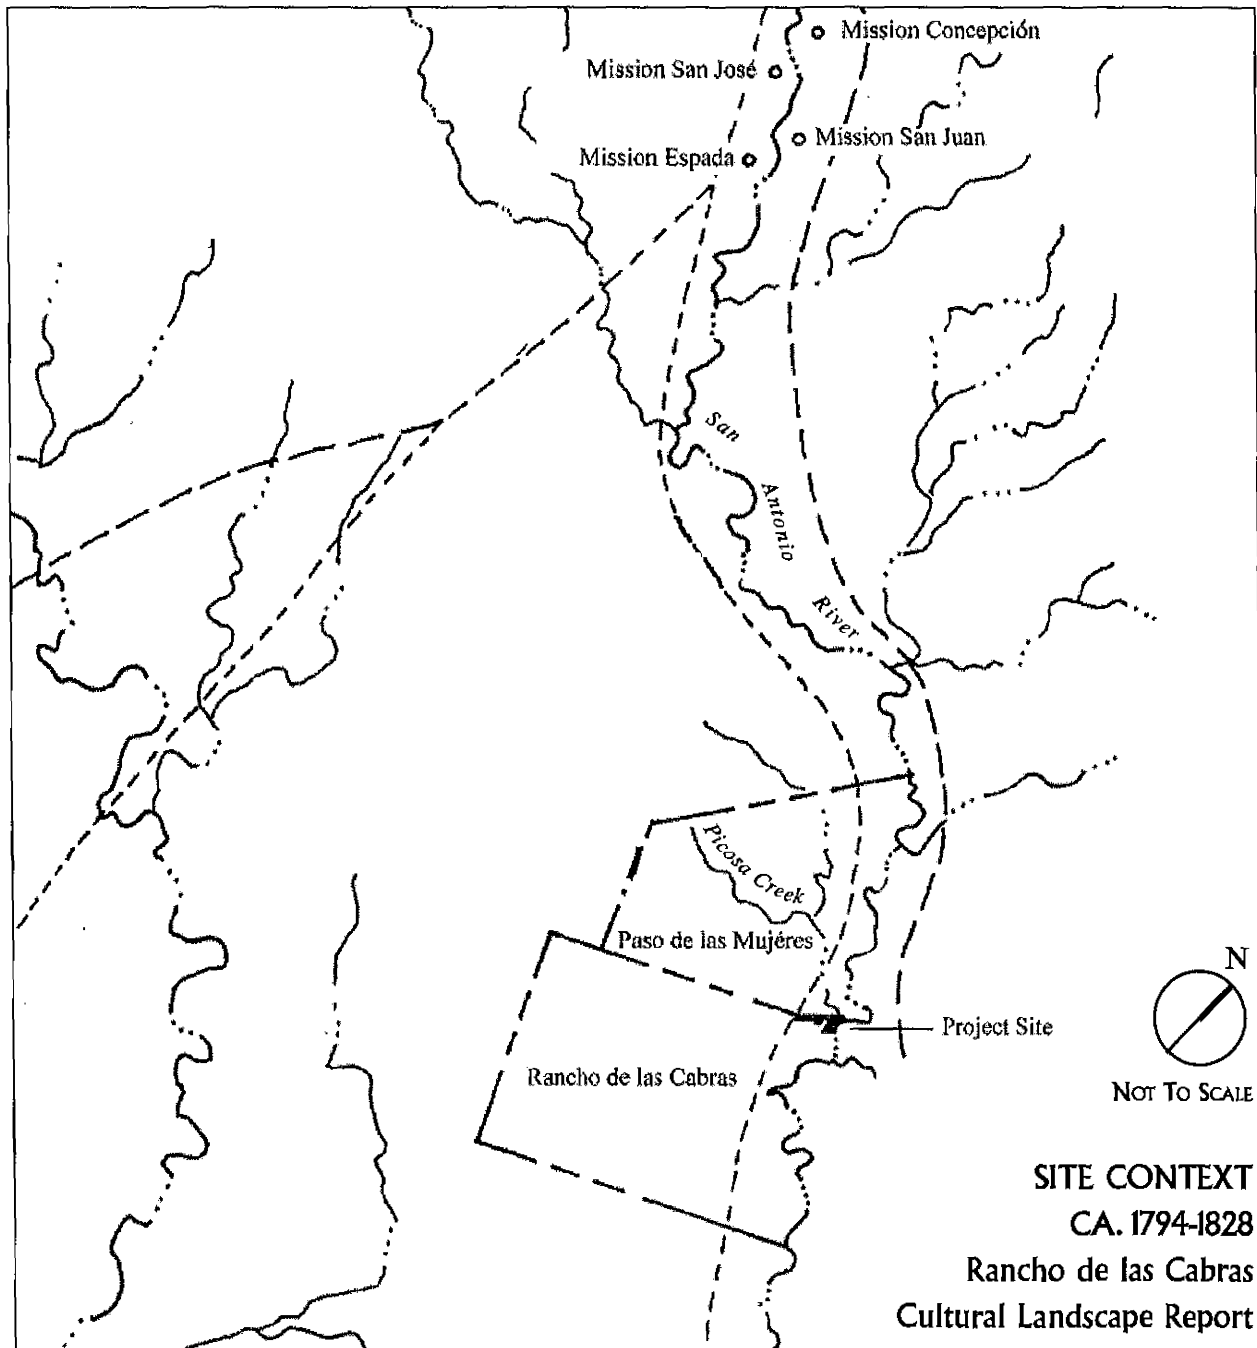 Mission Concepción
Mission San José
Mission San Juan
Mission Espada
San
Antonio
River
Picosa Creek
Paso de las Mujéres
N
Project Site
Rancho de las Cabras
NOT TO SCALE
SITE CONTEXT
CA. 1794-1828
Rancho de las Cabras
Cultural Landscape Report